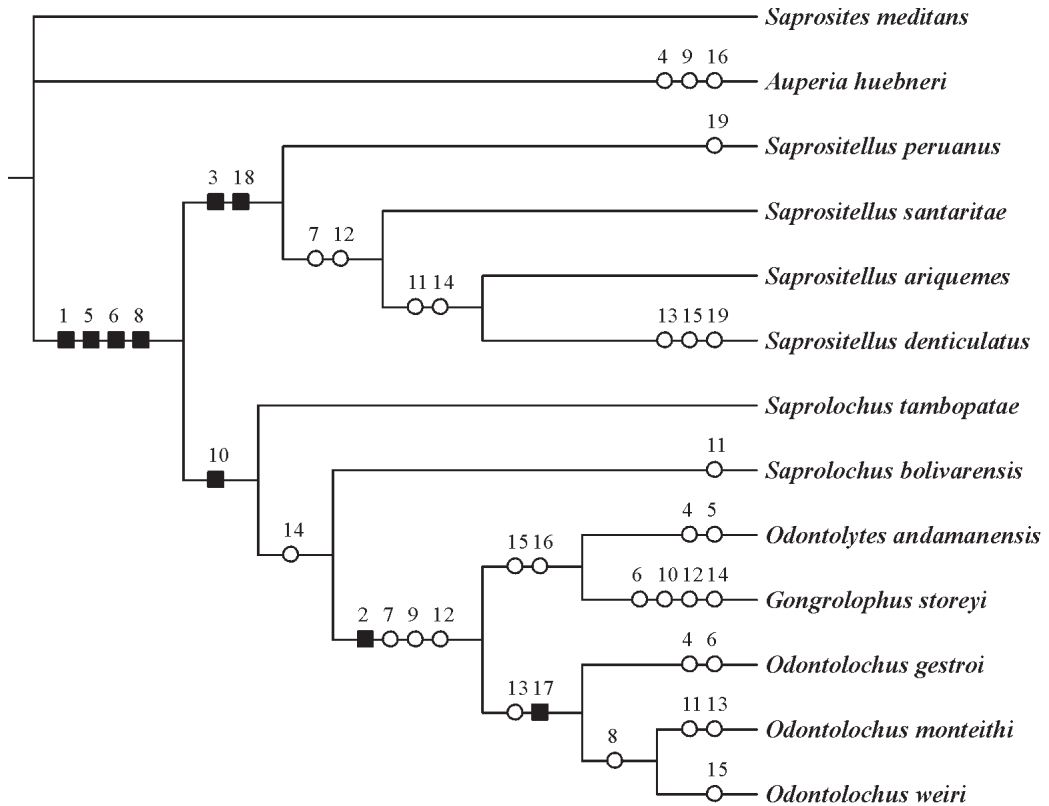 Saprosites meditans
4 9 16
Auperia huebneri
19
Saprositellus peruanus
3 18
Saprositellus santaritae
7 12
Saprositellus ariquemes
11 14
13 15 19
Saprositellus denticulatus
1 5 6 8
Saprolochus tambopatae
10
11
Saprolochus bolivarensis
14
4 5
Odontolytes andamanensis
15 16
6 10 12 14
Gongrolophus storeyi
2 7 9 12
4 6
Odontolochus gestroi
13 17
11 13
Odontolochus monteithi
8
15
Odontolochus weiri